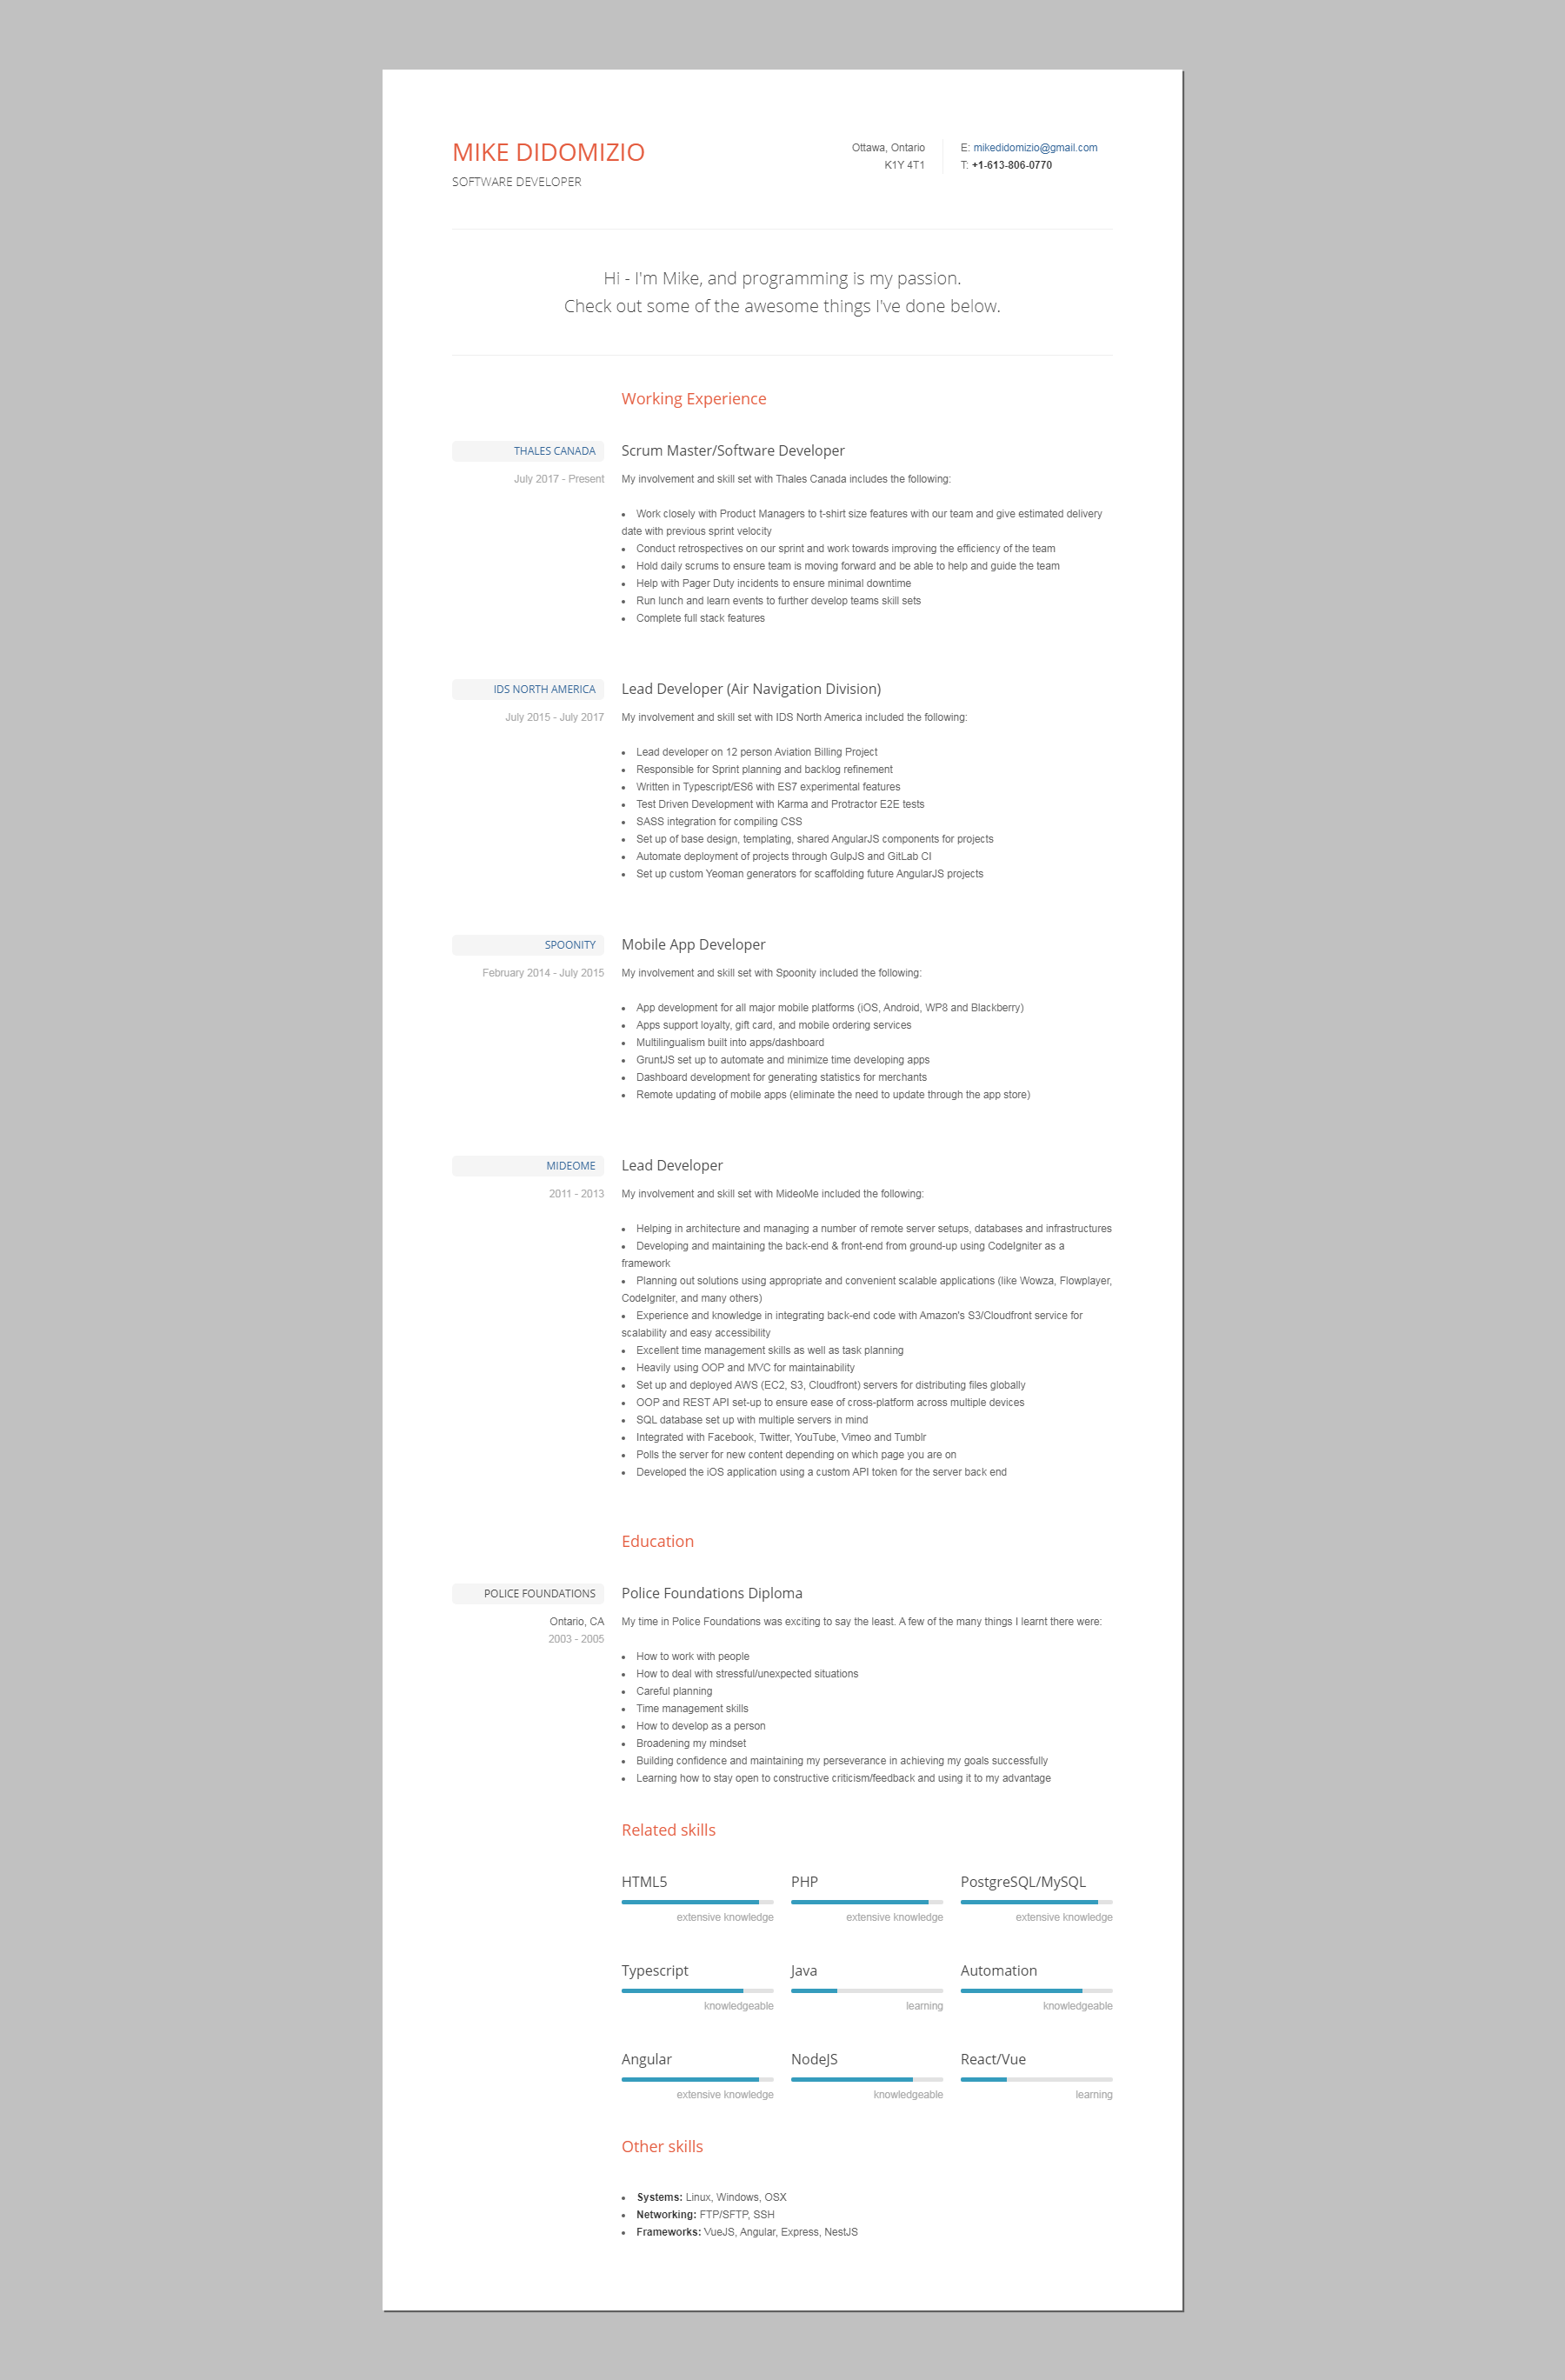 MIKE DIDOMIZIO
SOFTWARE DEVELOPER
Ottawa, Ontario
K1Y 4T1
E: mikedidomizio@gmail.com
T: +1-613-806-0770
Hi - I'm Mike, and programming is my passion.
Check out some of the awesome things I've done below.
Working Experience
THALES CANADA
July 2017 - Present
Scrum Master/Software Developer
My involvement and skill set with Thales Canada includes the following:
• Work closely with Product Managers to t-shirt size features with our team and give estimated delivery
date with previous sprint velocity
• Conduct retrospectives on our sprint and work towards improving the efficiency of the team
• Hold daily scrums to ensure team is moving forward and be able to help and guide the team
• Help with Pager Duty incidents to ensure minimal downtime
• Run lunch and learn events to further develop teams skill sets
• Complete full stack features
IDS NORTH AMERICA
July 2015 - July 2017
Lead Developer (Air Navigation Division)
My involvement and skill set with IDS North America included the following:
• Lead developer on 12 person Aviation Billing Project
• Responsible for Sprint planning and backlog refinement
• Written in Typescript/ES6 with ES7 experimental features
• Test Driven Development with Karma and Protractor E2E tests
• SASS integration for compiling CSS
• Set up of base design, templating, shared AngularJS components for projects
• Automate deployment of projects through GulpJS and GitLab CI
• Set up custom Yeoman generators for scaffolding future AngularJS projects
SPOONITY
February 2014 - July 2015
Mobile App Developer
My involvement and skill set with Spoonity included the following:
• App development for all major mobile platforms (iOS, Android, WP8 and Blackberry)
• Apps support loyalty, gift card, and mobile ordering services
• Multilingualism built into apps/dashboard
• GruntJS set up to automate and minimize time developing apps
• Dashboard development for generating statistics for merchants
• Remote updating of mobile apps (eliminate the need to update through the app store)
MIDEOME
2011 - 2013
Lead Developer
My involvement and skill set with MideoMe included the following:
• Helping in architecture and managing a number of remote server setups, databases and infrastructures
• Developing and maintaining the back-end & front-end from ground-up using CodeIgniter as a
framework
• Planning out solutions using appropriate and convenient scalable applications (like Wowza, Flowplayer,
CodeIgniter, and many others)
• Experience and knowledge in integrating back-end code with Amazon's S3/Cloudfront service for
scalability and easy accessibility
• Excellent time management skills as well as task planning
• Heavily using OOP and MVC for maintainability
• Set up and deployed AWS (EC2, S3, Cloudfront) servers for distributing files globally
• OOP and REST API set-up to ensure ease of cross-platform across multiple devices
• SQL database set up with multiple servers in mind
• Integrated with Facebook, Twitter, YouTube, Vimeo and Tumblr
• Polls the server for new content depending on which page you are on
• Developed the iOS application using a custom API token for the server back end
Education
POLICE FOUNDATIONS
Ontario, CA
2003 - 2005
Police Foundations Diploma
My time in Police Foundations was exciting to say the least. A few of the many things I learnt there were:
• How to work with people
• How to deal with stressful/unexpected situations
• Careful planning
• Time management skills
• How to develop as a person
• Broadening my mindset
• Building confidence and maintaining my perseverance in achieving my goals successfully
• Learning how to stay open to constructive criticism/feedback and using it to my advantage
Related skills
HTML5
extensive knowledge
PHP
extensive knowledge
PostgreSQL/MySQL
extensive knowledge
Typescript
knowledgeable
Java
learning
Automation
knowledgeable
Angular
extensive knowledge
NodeJS
knowledgeable
React/Vue
learning
Other skills
• Systems: Linux, Windows, OSX
• Networking: FTP/SFTP, SSH
• Frameworks: VueJS, Angular, Express, NestJS